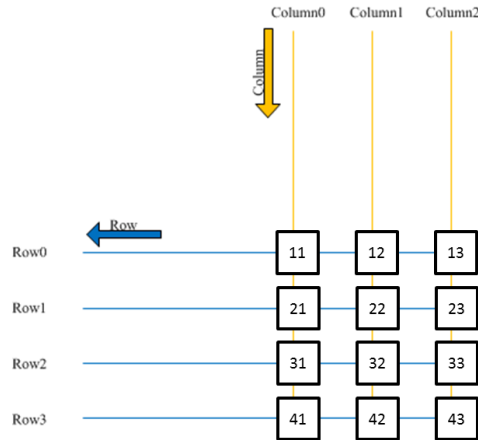 Column0 Column1 Column2
Column
Row
Row0 11 12 13
Row1 21 22 23
Row2 31 32 33
Row3 41 42 43